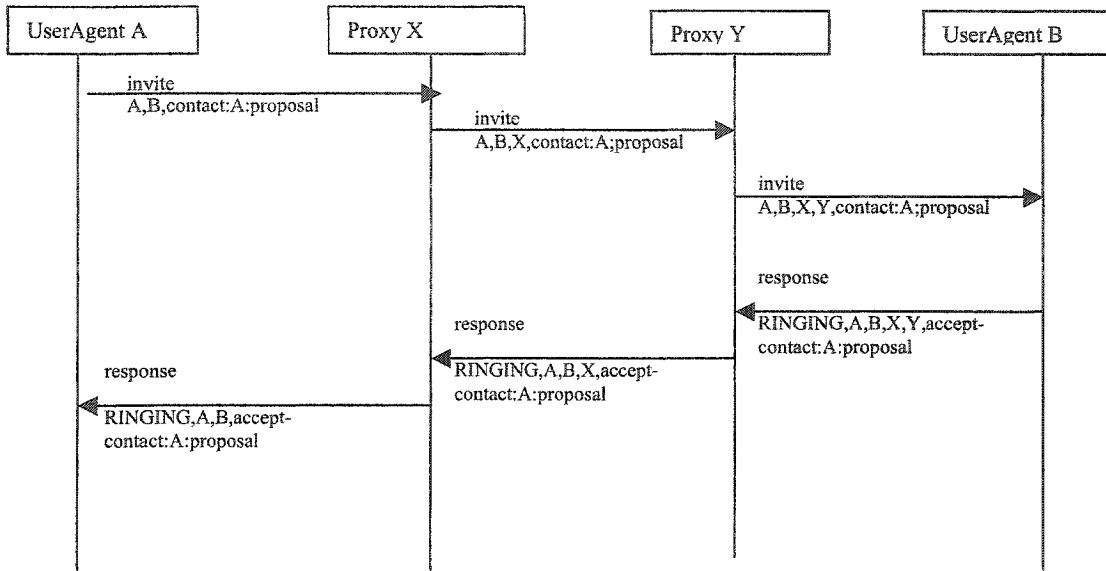 UserAgent A
Proxy X
Proxy Y
UserAgent B
invite
A,B,contact:A:proposal
invite
A,B,X,contact:A;proposal
invite
A,B,X,Y,contact:A;proposal
response
RINGING,A,B,X,Y,accept-
contact:A:proposal
response
RINGING,A,B,X,accept-
contact:A:proposal
response
RINGING,A,B,accept-
contact:A:proposal